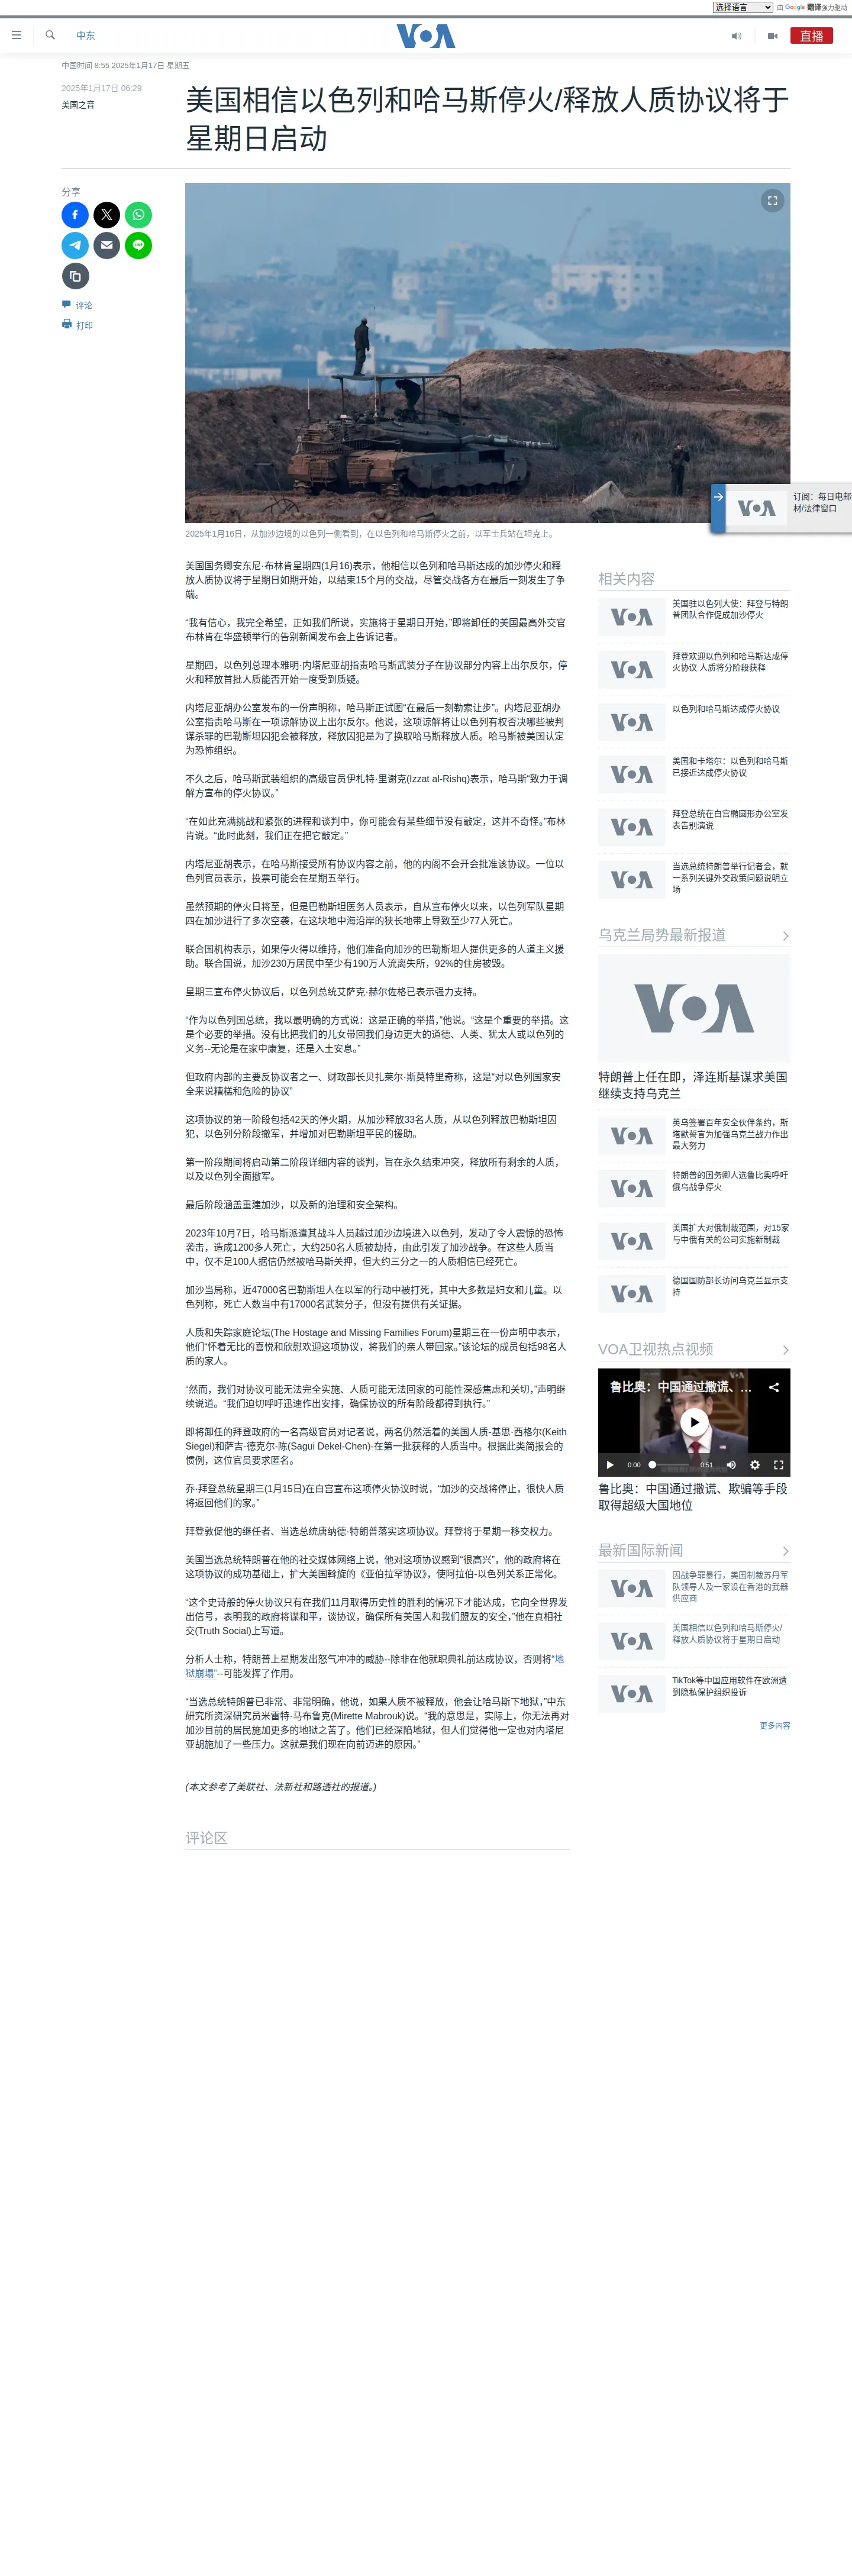 选择语言
由 Google 翻译强力驱动
中东
VOA
直播
中国时间 8:55 2025年1月17日 星期五
2025年1月17日 06:29
美国之音
美国相信以色列和哈马斯停火/释放人质协议将于
星期日启动
分享
评论
打印
2025年1月16日，从加沙边境的以色列一侧看到，在以色列和哈马斯停火之前，以军士兵站在坦克上。
订阅：每日电邮
材/法律窗口
美国国务卿安东尼·布林肯星期四(1月16)表示，他相信以色列和哈马斯达成的加沙停火和释
放人质协议将于星期日如期开始，以结束15个月的交战，尽管交战各方在最后一刻发生了争
端。
“我有信心，我完全希望，正如我们所说，实施将于星期日开始，”即将卸任的美国最高外交官
布林肯在华盛顿举行的告别新闻发布会上告诉记者。
星期四，以色列总理本雅明·内塔尼亚胡指责哈马斯武装分子在协议部分内容上出尔反尔，停
火和释放首批人质能否开始一度受到质疑。
内塔尼亚胡办公室发布的一份声明称，哈马斯正试图“在最后一刻勒索让步”。内塔尼亚胡办
公室指责哈马斯在一项谅解协议上出尔反尔。他说，这项谅解将让以色列有权否决哪些被判
谋杀罪的巴勒斯坦囚犯会被释放，释放囚犯是为了换取哈马斯释放人质。哈马斯被美国认定
为恐怖组织。
不久之后，哈马斯武装组织的高级官员伊札特·里谢克(Izzat al-Rishq)表示，哈马斯“致力于调
解方宣布的停火协议。”
“在如此充满挑战和紧张的进程和谈判中，你可能会有某些细节没有敲定，这并不奇怪。”布林
肯说。“此时此刻，我们正在把它敲定。”
内塔尼亚胡表示，在哈马斯接受所有协议内容之前，他的内阁不会开会批准该协议。一位以
色列官员表示，投票可能会在星期五举行。
虽然预期的停火日将至，但是巴勒斯坦医务人员表示，自从宣布停火以来，以色列军队星期
四在加沙进行了多次空袭，在这块地中海沿岸的狭长地带上导致至少77人死亡。
联合国机构表示，如果停火得以维持，他们准备向加沙的巴勒斯坦人提供更多的人道主义援
助。联合国说，加沙230万居民中至少有190万人流离失所，92%的住房被毁。
星期三宣布停火协议后，以色列总统艾萨克·赫尔佐格已表示强力支持。
“作为以色列国总统，我以最明确的方式说：这是正确的举措，”他说。“这是个重要的举措。这
是个必要的举措。没有比把我们的儿女带回我们身边更大的道德、人类、犹太人或以色列的
义务--无论是在家中康复，还是入土安息。”
但政府内部的主要反协议者之一、财政部长贝扎莱尔·斯莫特里奇称，这是“对以色列国家安
全来说糟糕和危险的协议”
这项协议的第一阶段包括42天的停火期，从加沙释放33名人质，从以色列释放巴勒斯坦囚
犯，以色列分阶段撤军，并增加对巴勒斯坦平民的援助。
第一阶段期间将启动第二阶段详细内容的谈判，旨在永久结束冲突，释放所有剩余的人质，
以及以色列全面撤军。
最后阶段涵盖重建加沙，以及新的治理和安全架构。
2023年10月7日，哈马斯派遣其战斗人员越过加沙边境进入以色列，发动了令人震惊的恐怖
袭击，造成1200多人死亡，大约250名人质被劫持，由此引发了加沙战争。在这些人质当
中，仅不足100人据信仍然被哈马斯关押，但大约三分之一的人质相信已经死亡。
加沙当局称，近47000名巴勒斯坦人在以军的行动中被打死，其中大多数是妇女和儿童。以
色列称，死亡人数当中有17000名武装分子，但没有提供有关证据。
人质和失踪家庭论坛(The Hostage and Missing Families Forum)星期三在一份声明中表示，
他们“怀着无比的喜悦和欣慰欢迎这项协议，将我们的亲人带回家。”该论坛的成员包括98名人
质的家人。
“然而，我们对协议可能无法完全实施、人质可能无法回家的可能性深感焦虑和关切，”声明继
续说道。“我们迫切呼吁迅速作出安排，确保协议的所有阶段都得到执行。”
即将卸任的拜登政府的一名高级官员对记者说，两名仍然活着的美国人质-基思·西格尔(Keith
Siegel)和萨吉·德克尔-陈(Sagui Dekel-Chen)-在第一批获释的人质当中。根据此类简报会的
惯例，这位官员要求匿名。
乔·拜登总统星期三(1月15日)在白宫宣布这项停火协议时说，“加沙的交战将停止，很快人质
将返回他们的家。”
拜登敦促他的继任者、当选总统唐纳德·特朗普落实这项协议。拜登将于星期一移交权力。
美国当选总统特朗普在他的社交媒体网络上说，他对这项协议感到“很高兴”，他的政府将在
这项协议的成功基础上，扩大美国斡旋的《亚伯拉罕协议》，使阿拉伯-以色列关系正常化。
“这个史诗般的停火协议只有在我们11月取得历史性的胜利的情况下才能达成，它向全世界发
出信号，表明我的政府将谋和平，谈协议，确保所有美国人和我们盟友的安全，”他在真相社
交(Truth Social)上写道。
分析人士称，特朗普上星期发出怒气冲冲的威胁--除非在他就职典礼前达成协议，否则将“地
狱崩塌”--可能发挥了作用。
“当选总统特朗普已非常、非常明确，他说，如果人质不被释放，他会让哈马斯下地狱，”中东
研究所资深研究员米雷特·马布鲁克(Mirette Mabrouk)说。“我的意思是，实际上，你无法再对
加沙目前的居民施加更多的地狱之苦了。他们已经深陷地狱，但人们觉得他一定也对内塔尼
亚胡施加了一些压力。这就是我们现在向前迈进的原因。”
(本文参考了美联社、法新社和路透社的报道。)
评论区
相关内容
美国驻以色列大使：拜登与特朗
普团队合作促成加沙停火
拜登欢迎以色列和哈马斯达成停
火协议 人质将分阶段获释
以色列和哈马斯达成停火协议
美国和卡塔尔：以色列和哈马斯
已接近达成停火协议
拜登总统在白宫椭圆形办公室发
表告别演说
当选总统特朗普举行记者会，就
一系列关键外交政策问题说明立
场
乌克兰局势最新报道
特朗普上任在即，泽连斯基谋求美国
继续支持乌克兰
英乌签署百年安全伙伴条约，斯
塔默誓言为加强乌克兰战力作出
最大努力
特朗普的国务卿人选鲁比奥呼吁
俄乌战争停火
美国扩大对俄制裁范围，对15家
与中俄有关的公司实施新制裁
德国国防部长访问乌克兰显示支
持
VOA卫视热点视频
鲁比奥：中国通过撒谎、...
0:00
0:51
鲁比奥：中国通过撒谎、欺骗等手段
取得超级大国地位
最新国际新闻
因战争罪暴行，美国制裁苏丹军
队领导人及一家设在香港的武器
供应商
美国相信以色列和哈马斯停火/
释放人质协议将于星期日启动
TikTok等中国应用软件在欧洲遭
到隐私保护组织投诉
更多内容